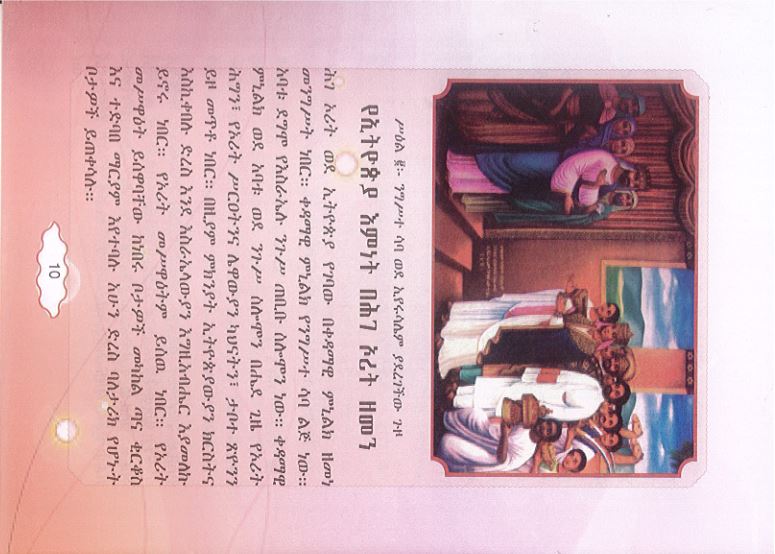 ሥዕል ፪፡- ንግሥተ ሳባ ወደ ኢየሩሳሌም ያደረገችው ጉዞ
የኢትዮጵያ እምነት በሕገ ኦሪት ዘመን
ሕገ ኦሪት ወደ ኢትዮጵያ የገባው በቀዳማዊ ምኒልክ ዘመነ
መንግሥት ነበር፡፡ ቀዳማዊ ምኒልክ የንግሥተ ሳባ ልጅ ነው፡፡
አባቱ ደግሞ የእስራኤሉ ንጉሥ ጠቢቡ ሰሎሞን ነው፡፡ ቀዳማዊ
ምኒልክ ወደ አባቱ ወደ ንጉሥ ሰሎሞን በሔደ ጊዜ የኦሪት
ሕግን፣ የኦሪት ሥርዐትንና ሌዋውያን ካህናትን፣ ታቦተ ጽዮንን
ይዞ መጥቶ ነበር፡፡ በዚያም ምክንያት ኢትዮጵያውያን ክርስትና
እስኪቀበሉ ድረስ እንደ እስራኤላውያን እግዚአብሔር እያመለኩ
ይኖሩ ነበር፡፡ የኦሪት መሥዋዕትም ይሰዉ ነበር፡፡ የኦሪት
መሥዋዕት ይሰዋባቸው ከነበሩ ቦታዎች መካከል ጣና ቂርቆስ
እና ተድባበ ማርያም እየተባሉ አሁን ድረስ ባለታሪክ የሆኑት
ቦታዎች ይጠቀሳሉ፡፡
10